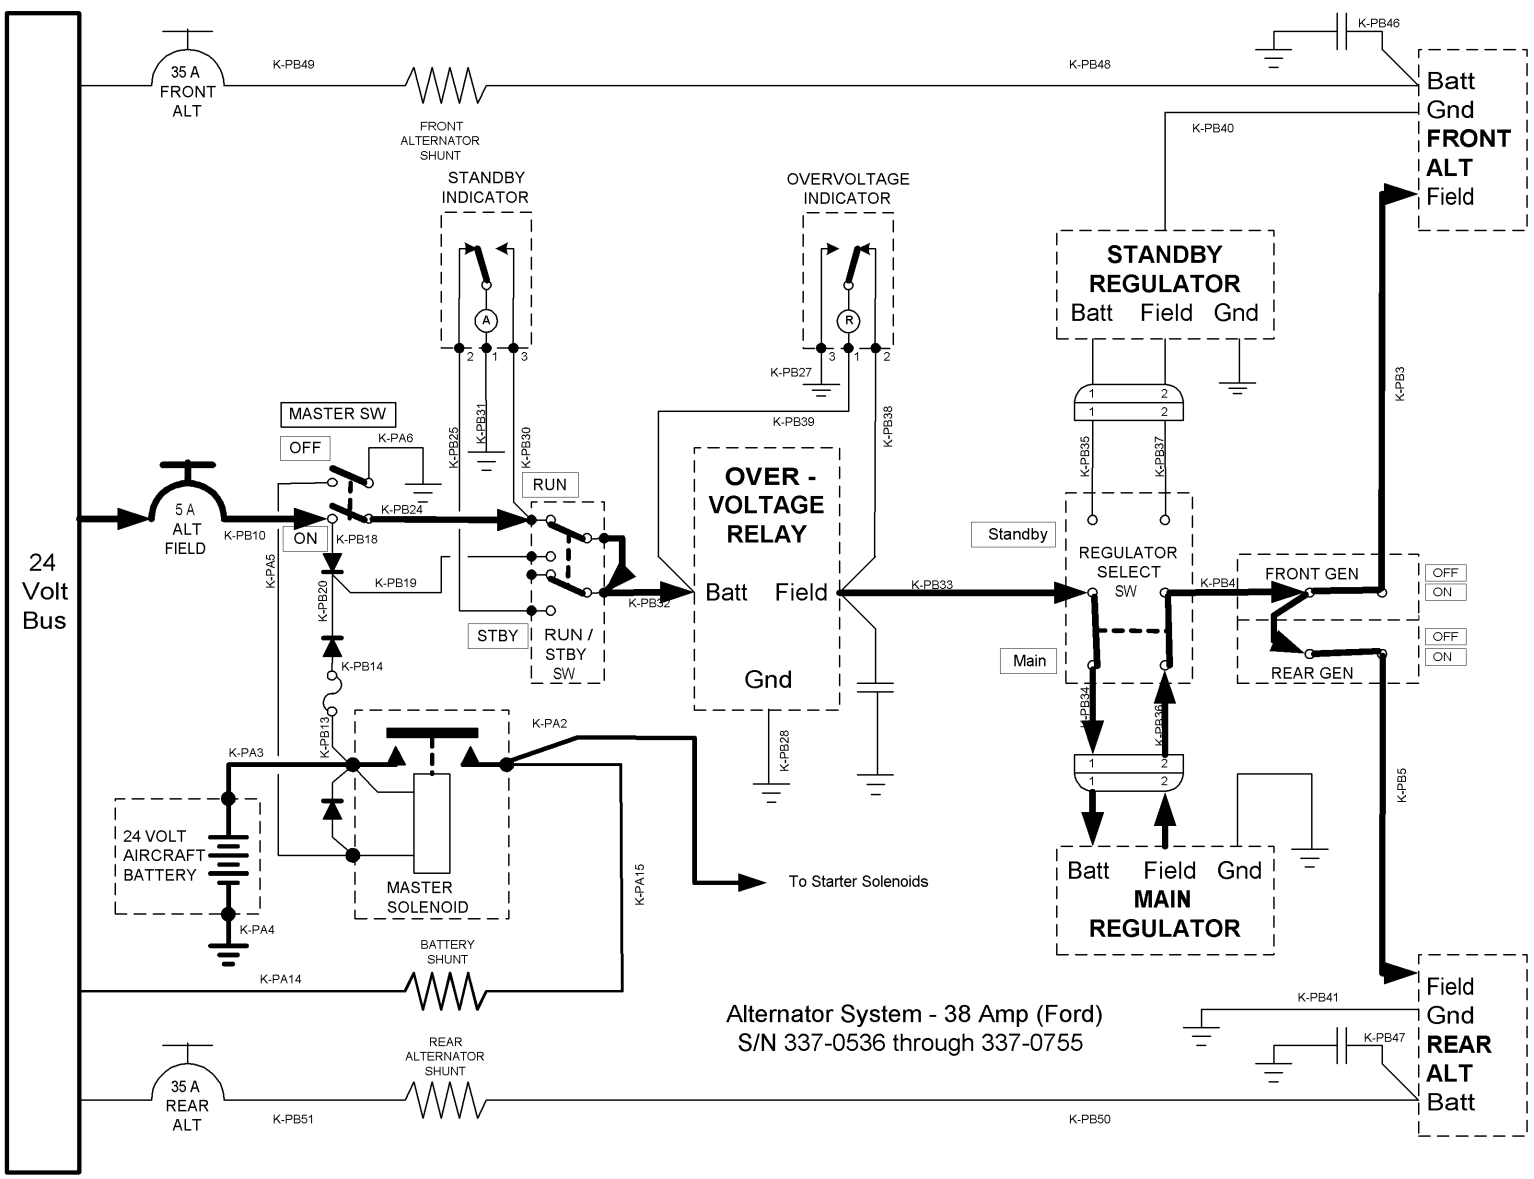 K-PB46
35 A
FRONT
ALT
K-PB49
K-PB48
Batt
Gnd
FRONT
ALT
Field
FRONT
ALTERNATOR
SHUNT
K-PB40
STANDBY
INDICATOR
OVERVOLTAGE
INDICATOR
A
2 1 3
R
3 1 2
STANDBY
REGULATOR
Batt Field Gnd
K-PB27
K-PB39
K-PB38
K-PB31
K-PB25
K-PB30
1 2
1 2
K-PB35
K-PB37
K-PB3
MASTER SW
OFF
K-PA6
RUN
OVER -
VOLTAGE
RELAY
Batt Field
Gnd
5 A
ALT
FIELD
K-PB10
ON
K-PB24
K-PB18
K-PA5
K-PB19
K-PB20
K-PB32
STBY
RUN /
STBY
SW
Standby
REGULATOR
SELECT
SW
Main
K-PB33
K-PB4
FRONT GEN
OFF
ON
REAR GEN
OFF
ON
24
Volt
Bus
K-PB14
K-PB13
K-PA3
K-PA2
K-PB28
K-PB34
K-PB36
1 2
1 2
K-PB5
24 VOLT
AIRCRAFT
BATTERY
K-PA4
MASTER
SOLENOID
K-PA15
To Starter Solenoids
Batt Field Gnd
MAIN
REGULATOR
BATTERY
SHUNT
K-PA14
Alternator System - 38 Amp (Ford)
S/N 337-0536 through 337-0755
K-PB41
K-PB47
Field
Gnd
REAR
ALT
Batt
REAR
ALTERNATOR
SHUNT
35 A
REAR
ALT
K-PB51
K-PB50